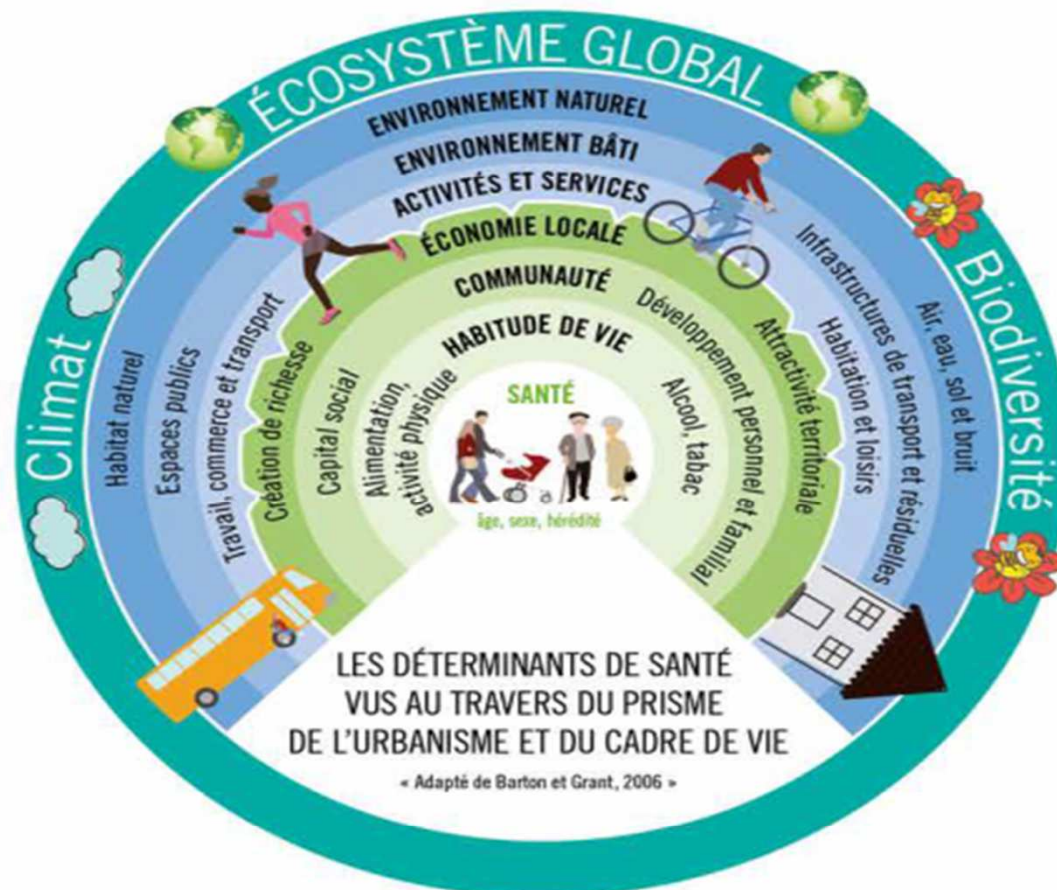 ÉCOSYSTÈME GLOBAL
Climat
Biodiversité
ENVIRONNEMENT NATUREL
Habitat naturel
Air, eau, sol et bruit
ENVIRONNEMENT BÂTI
Espaces publics
Infrastructures de transport et résiduelles
ACTIVITÉS ET SERVICES
Travail, commerce et transport
Habitation et loisirs
ÉCONOMIE LOCALE
Création de richesse
Attractivité territoriale
COMMUNAUTÉ
Capital social
Développement personnel et familial
HABITUDE DE VIE
Alimentation,
activité physique
Alcool, tabac
SANTÉ
âge, sexe, hérédité
LES DÉTERMINANTS DE SANTÉ
VUS AU TRAVERS DU PRISME
DE L'URBANISME ET DU CADRE DE VIE
« Adapté de Barton et Grant, 2006 »